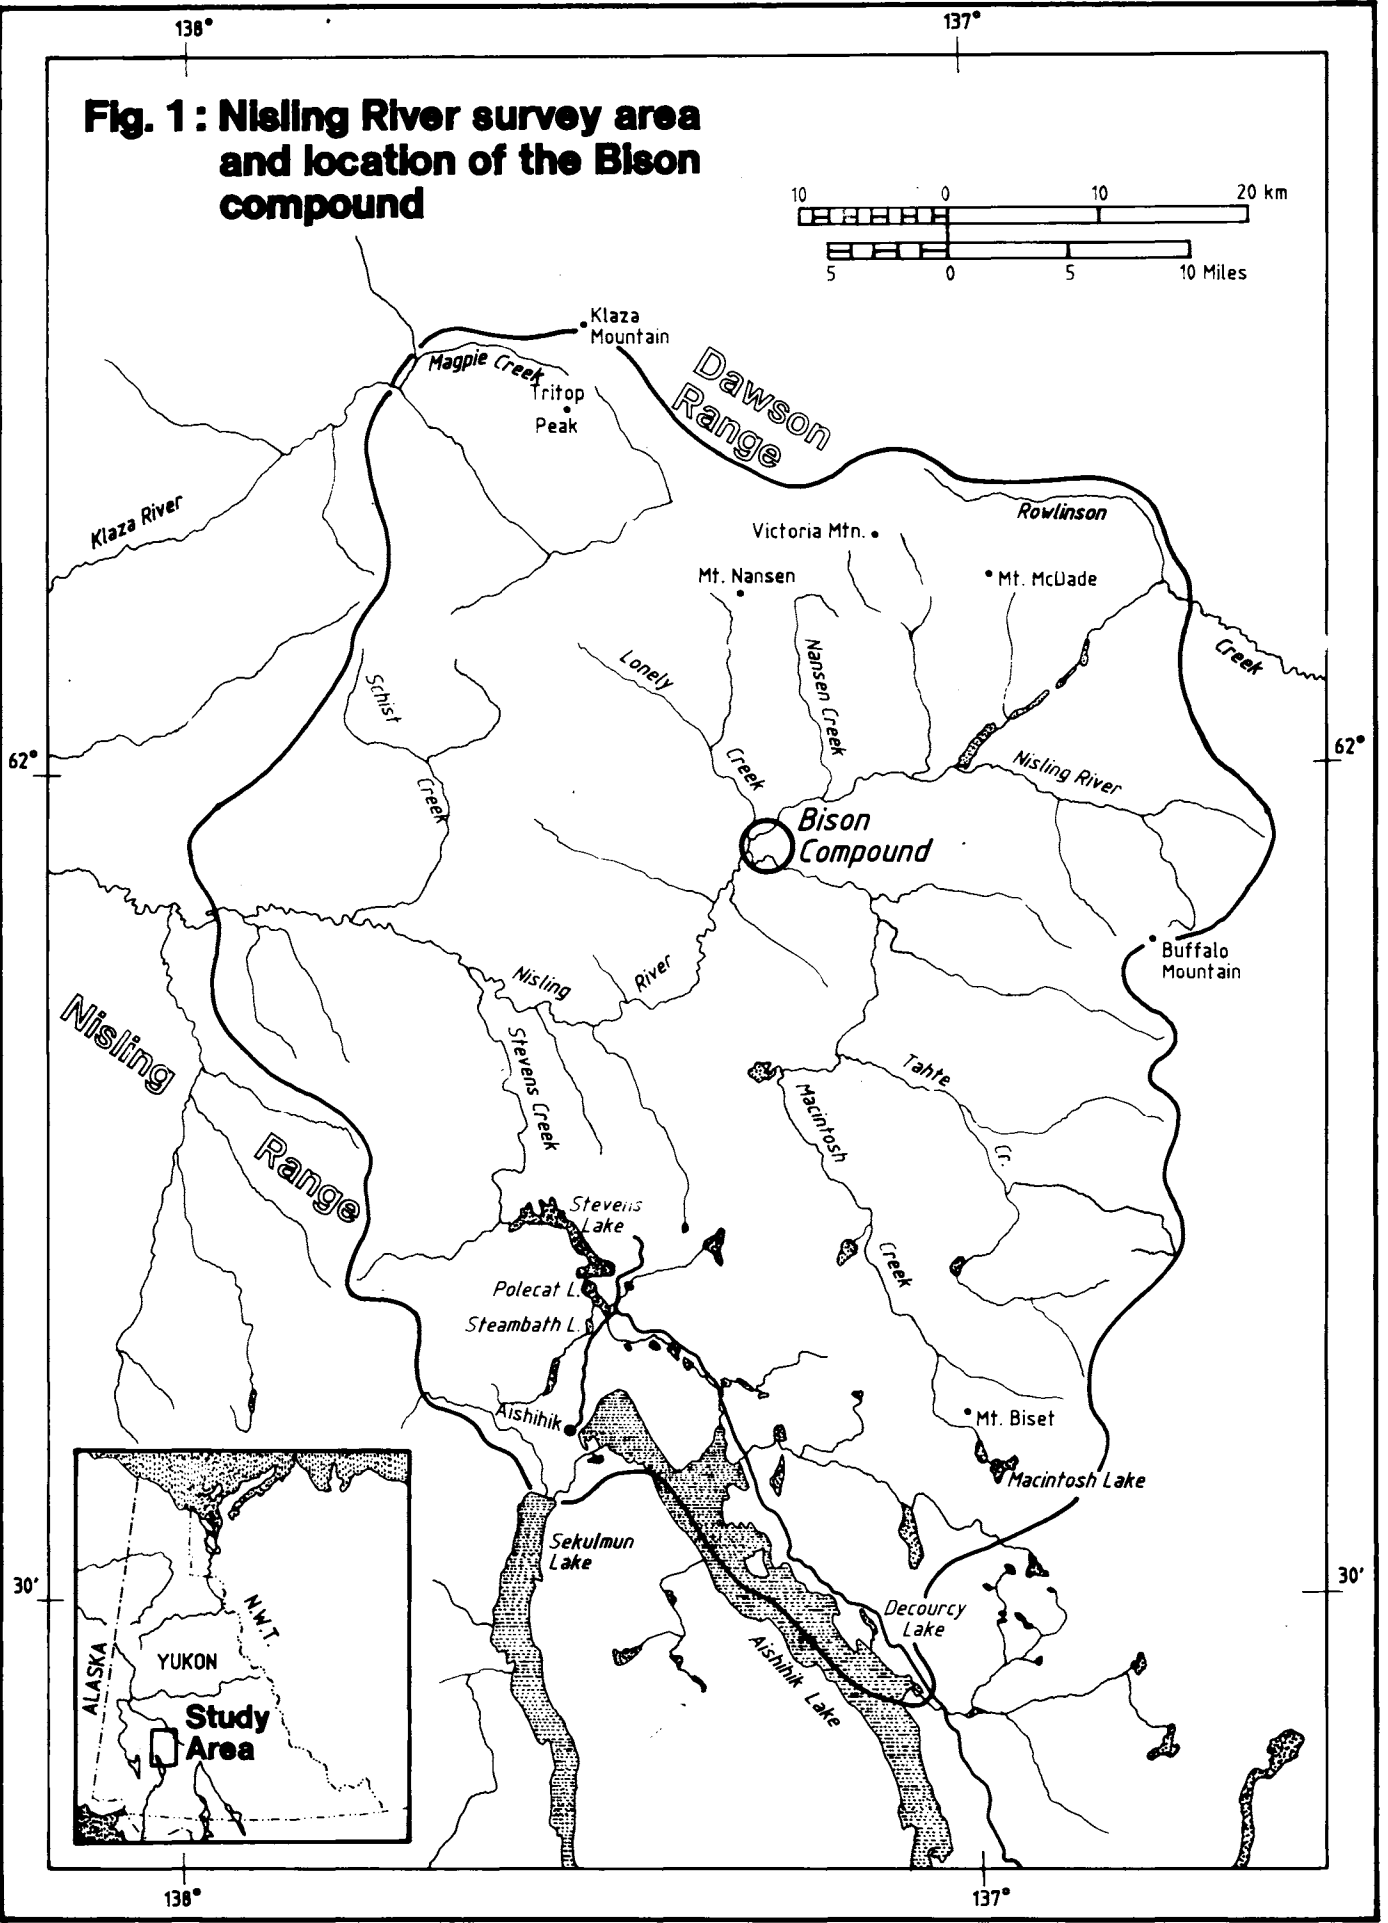 138°
137°
Fig. 1 : Nisling River survey area
and location of the Bison
compound
10 0 10 20 km
5 0 5 10 Miles
Klaza
Mountain
Magpie Creek
Tritop
Peak
Dawson
Range
Klaza River
Rowlinson
Creek
Victoria Mtn.
Mt. Nansen
Mt. McDade
Lonely
Creek
Nansen Creek
Schist
Creek
62°
62°
Nisling River
Bison
Compound
Buffalo
Mountain
Nisling
River
Nisling
Range
Stevens Creek
Tahte
Cr.
Macintosh
Creek
Stevens
Lake
Polecat L.
Steambath L.
Aishihik
Mt. Biset
Macintosh Lake
Sekulmun
Lake
30'
30'
Decourcy
Lake
Aishihik Lake
N.W.T.
ALASKA
YUKON
Study
Area
138°
137°